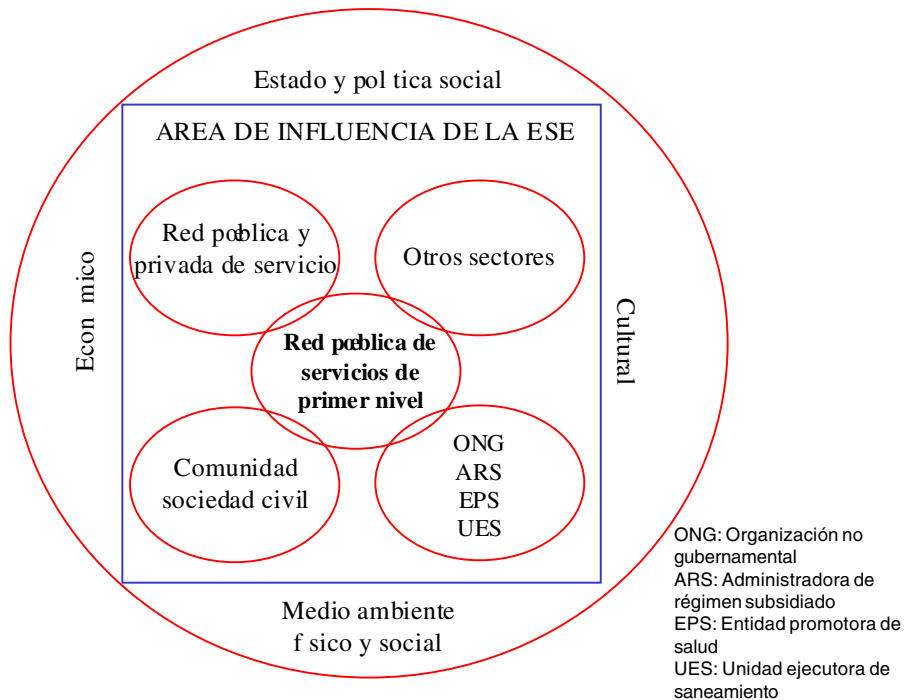 Estado y pol tica social
AREA DE INFLUENCIA DE LA ESE
Red pœblica y
privada de servicio
Otros sectores
Econ mico
Cultural
Red pœblica de
servicios de
primer nivel
Comunidad
sociedad civil
ONG
ARS
EPS
UES
Medio ambiente
f sico y social
ONG: Organización no
gubernamental
ARS: Administradora de
régimen subsidiado
EPS: Entidad promotora de
salud
UES: Unidad ejecutora de
saneamiento